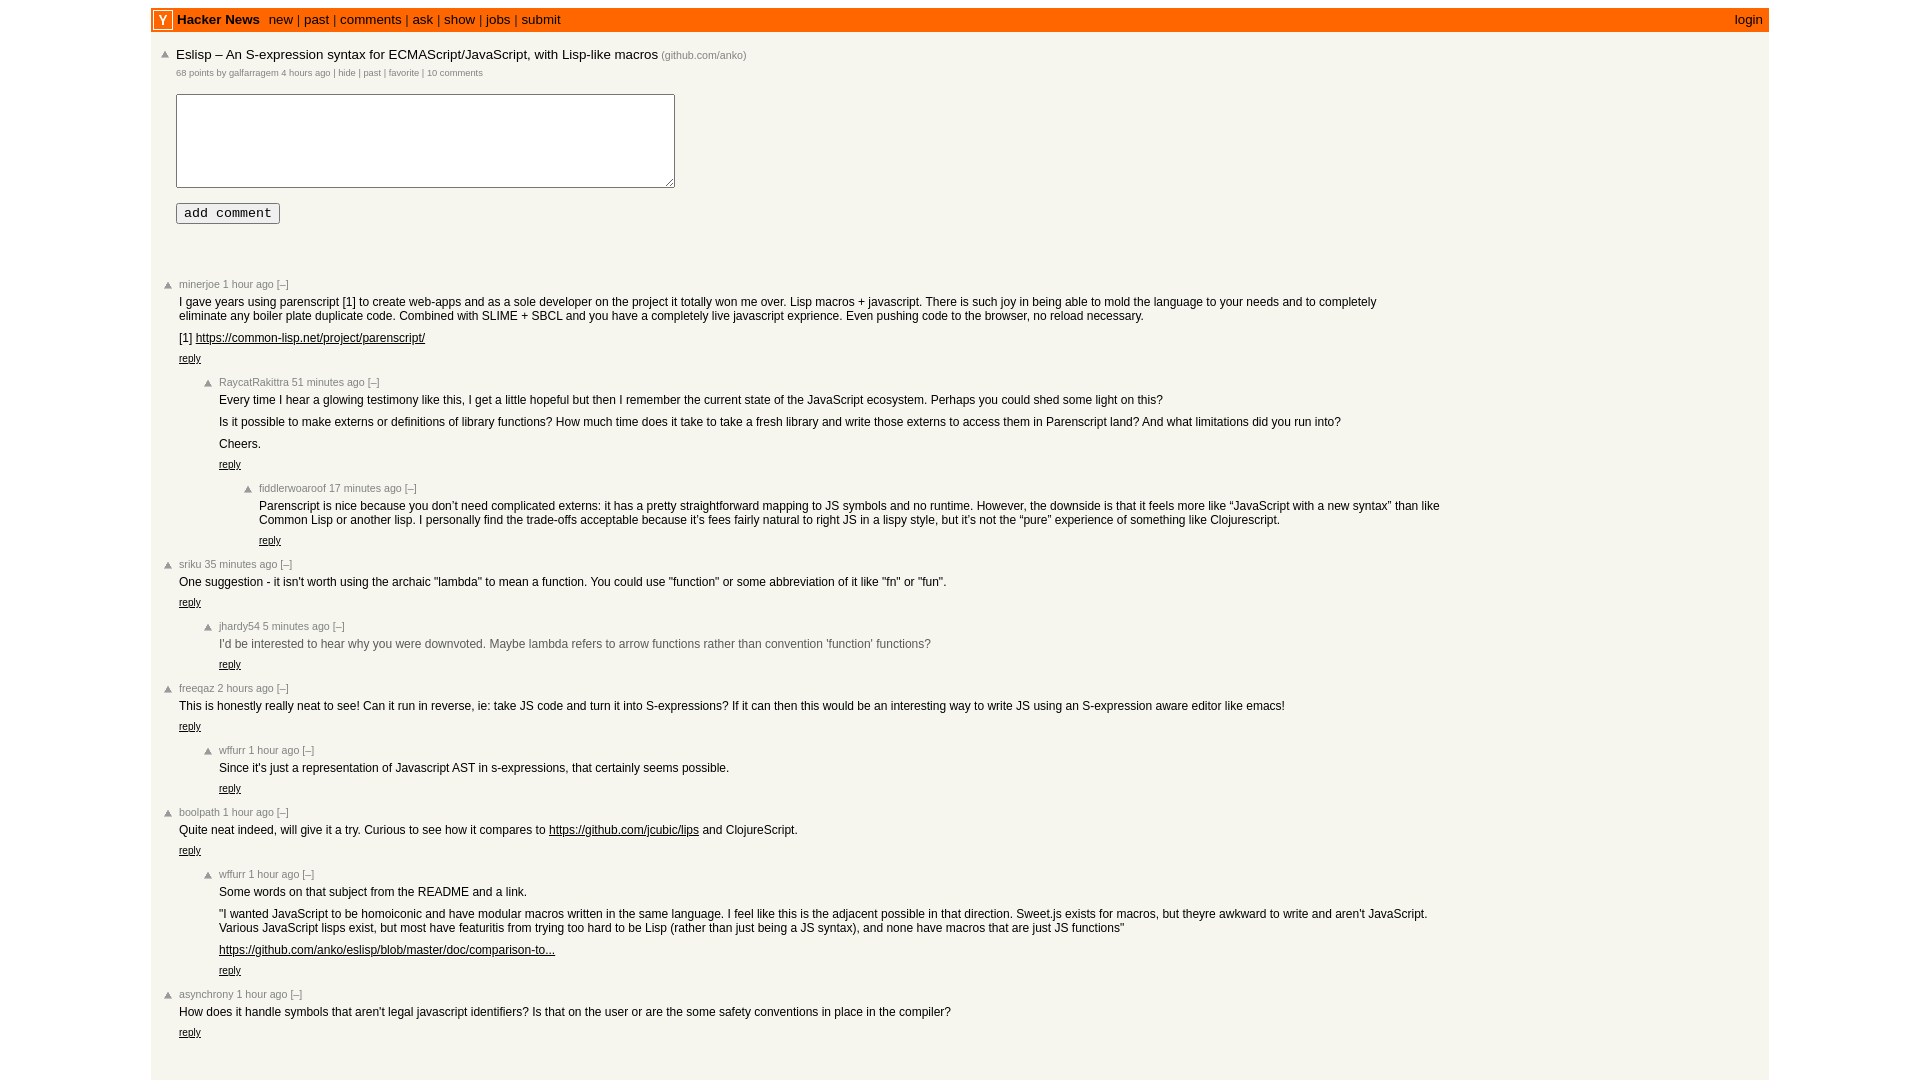 Y Hacker News new | past | comments | ask | show | jobs | submit login
Eslisp – An S-expression syntax for ECMAScript/JavaScript, with Lisp-like macros (github.com/anko)
68 points by galfarragem 4 hours ago | hide | past | favorite | 10 comments
add comment
minerjoe 1 hour ago [–]
I gave years using parenscript [1] to create web-apps and as a sole developer on the project it totally won me over. Lisp macros + javascript. There is such joy in being able to mold the language to your needs and to completely
eliminate any boiler plate duplicate code. Combined with SLIME + SBCL and you have a completely live javascript exprience. Even pushing code to the browser, no reload necessary.
[1] https://common-lisp.net/project/parenscript/
reply
RaycatRakittra 51 minutes ago [–]
Every time I hear a glowing testimony like this, I get a little hopeful but then I remember the current state of the JavaScript ecosystem. Perhaps you could shed some light on this?
Is it possible to make externs or definitions of library functions? How much time does it take to take a fresh library and write those externs to access them in Parenscript land? And what limitations did you run into?
Cheers.
reply
fiddlerwoaroof 17 minutes ago [–]
Parenscript is nice because you don’t need complicated externs: it has a pretty straightforward mapping to JS symbols and no runtime. However, the downside is that it feels more like “JavaScript with a new syntax” than like
Common Lisp or another lisp. I personally find the trade-offs acceptable because it’s fees fairly natural to right JS in a lispy style, but it’s not the “pure” experience of something like Clojurescript.
reply
sriku 35 minutes ago [–]
One suggestion - it isn't worth using the archaic "lambda" to mean a function. You could use "function" or some abbreviation of it like "fn" or "fun".
reply
jhardy54 5 minutes ago [–]
I'd be interested to hear why you were downvoted. Maybe lambda refers to arrow functions rather than convention 'function' functions?
reply
freeqaz 2 hours ago [–]
This is honestly really neat to see! Can it run in reverse, ie: take JS code and turn it into S-expressions? If it can then this would be an interesting way to write JS using an S-expression aware editor like emacs!
reply
wffurr 1 hour ago [–]
Since it's just a representation of Javascript AST in s-expressions, that certainly seems possible.
reply
boolpath 1 hour ago [–]
Quite neat indeed, will give it a try. Curious to see how it compares to https://github.com/jcubic/lips and ClojureScript.
reply
wffurr 1 hour ago [–]
Some words on that subject from the README and a link.
"I wanted JavaScript to be homoiconic and have modular macros written in the same language. I feel like this is the adjacent possible in that direction. Sweet.js exists for macros, but theyre awkward to write and aren't JavaScript.
Various JavaScript lisps exist, but most have featuritis from trying too hard to be Lisp (rather than just being a JS syntax), and none have macros that are just JS functions"
https://github.com/anko/eslisp/blob/master/doc/comparison-to...
reply
asynchrony 1 hour ago [–]
How does it handle symbols that aren't legal javascript identifiers? Is that on the user or are the some safety conventions in place in the compiler?
reply